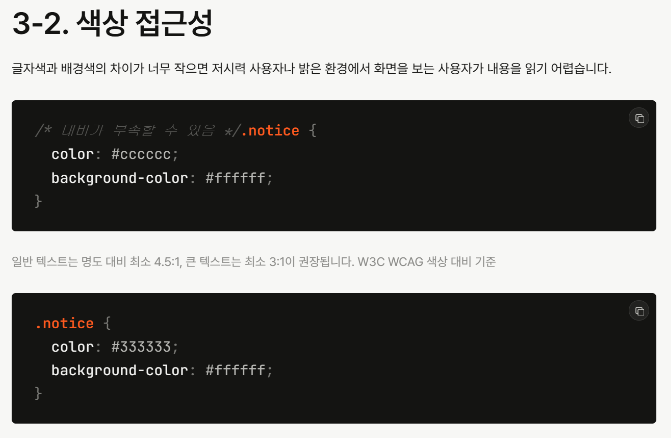 3-2. 색상 접근성
글자색과 배경색의 차이가 너무 작으면 저시력 사용자나 밝은 환경에서 화면을 보는 사용자가 내용을 읽기 어렵습니다.
/* 대비가 부족할 수 있음 */.notice {
  color: #cccccc;
  background-color: #ffffff;
}
일반 텍스트는 명도 대비 최소 4.5:1, 큰 텍스트는 최소 3:1이 권장됩니다. W3C WCAG 색상 대비 기준
.notice {
  color: #333333;
  background-color: #ffffff;
}